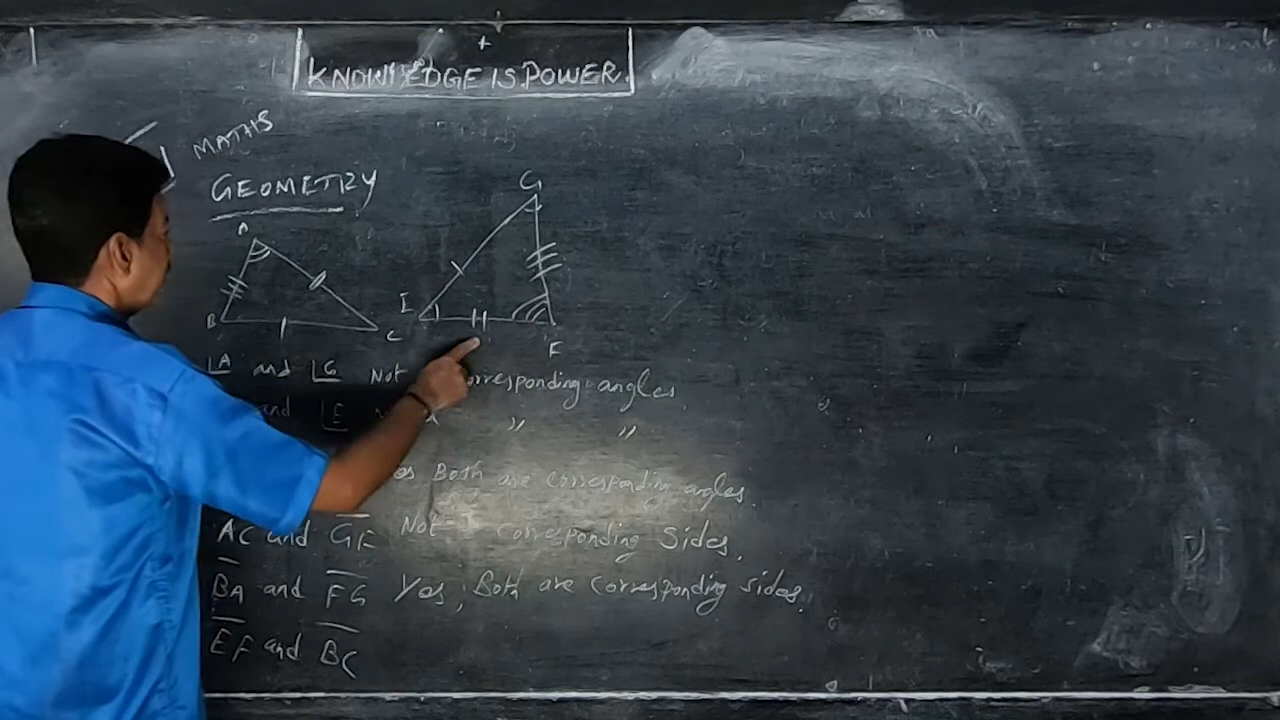 KNOWLEDGE IS POWER
MATHS
GEOMETRY
A
B
C
G
E
F
∠A and ∠G Not corresponding angles.
and ∠E " "
Both are corresponding angles.
AC and GE Not corresponding sides.
BA and FG Yes, Both are corresponding sides.
EF and BC